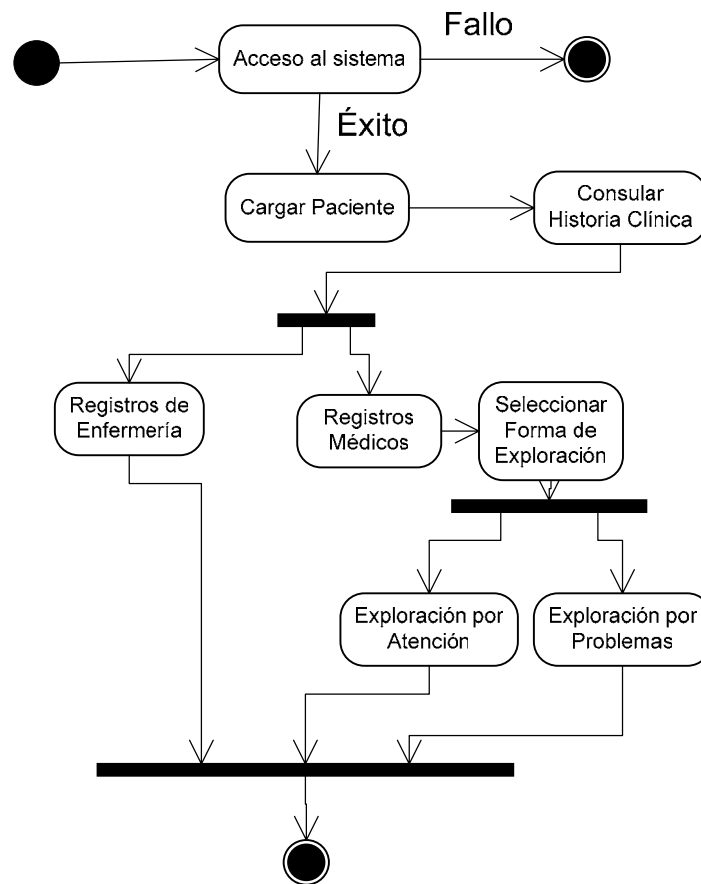 Fallo
Acceso al sistema
Éxito
Cargar Paciente
Consular
Historia Clínica
Registros de
Enfermería
Registros
Médicos
Seleccionar
Forma de
Exploración
Exploración por
Atención
Exploración por
Problemas